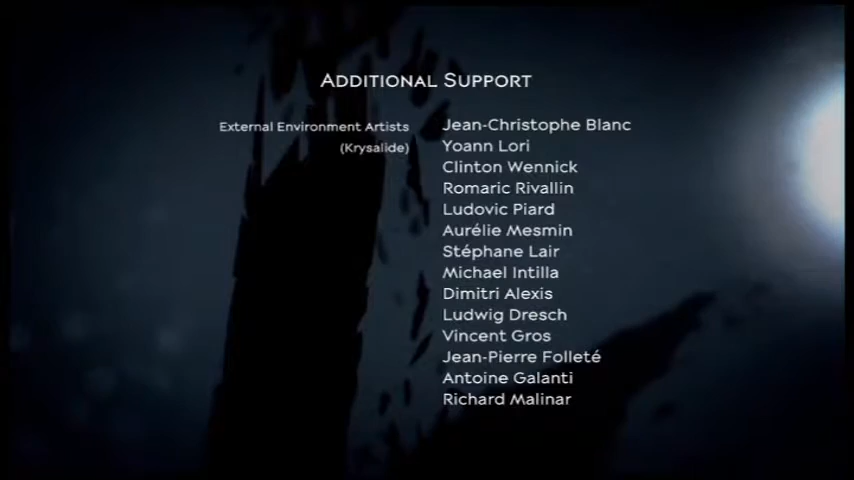 Additional Support
External Environment Artists
(Krysalide)
Jean-Christophe Blanc
Yoann Lori
Clinton Wennick
Romaric Rivallin
Ludovic Piard
Aurélie Mesmin
Stéphane Lair
Michael Intilla
Dimitri Alexis
Ludwig Dresch
Vincent Gros
Jean-Pierre Folleté
Antoine Galanti
Richard Malinar